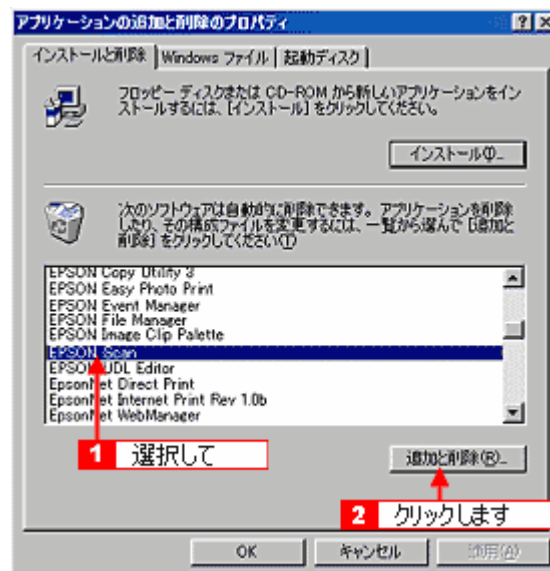 アプリケーションの追加と削除のプロパティ
インストールと削除 Windows ファイル 起動ディスク
フロッピー ディスクまたは CD-ROM から新しいアプリケーションをイン
ストールするには、[インストール] をクリックしてください。
インストール(I)...
次のソフトウェアは自動的に削除できます。アプリケーションを削除
したり、その構成ファイルを変更するには、一覧から選んで [追加と
削除] をクリックしてください(T)
EPSON Copy Utility 3
EPSON Easy Photo Print
EPSON Event Manager
EPSON File Manager
EPSON Image Clip Palette
EPSON Scan
EPSON UDL Editor
EpsonNet Direct Print
EpsonNet Internet Print Rev 1.0b
EpsonNet WebManager
1 選択して
追加と削除(R)...
2 クリックします
OK キャンセル 適用(A)